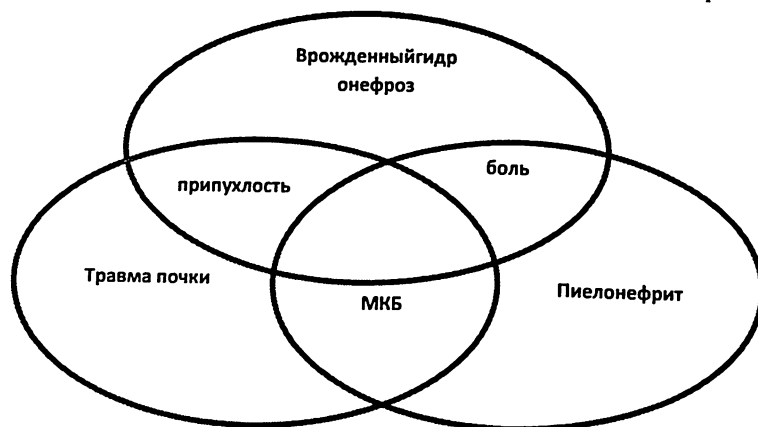 Врожденныйгидр
онефроз
боль
припухлость
Травма почки
МКБ
Пиелонефрит